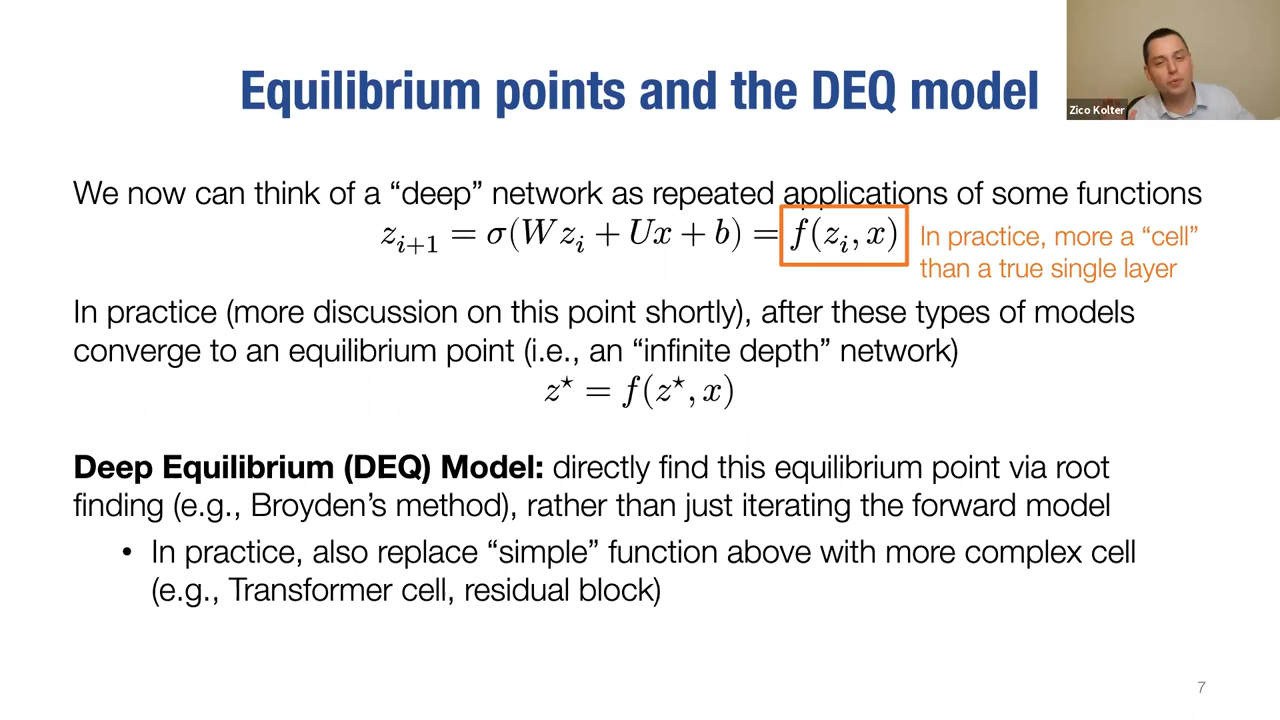 Equilibrium points and the DEQ model
Zico Kolter
We now can think of a “deep” network as repeated applications of some functions
z_{i+1} = σ(Wz_i + Ux + b) = f(z_i, x)
In practice, more a “cell”
than a true single layer
In practice (more discussion on this point shortly), after these types of models
converge to an equilibrium point (i.e., an “infinite depth” network)
z⋆ = f(z⋆, x)
Deep Equilibrium (DEQ) Model: directly find this equilibrium point via root
finding (e.g., Broyden’s method), rather than just iterating the forward model
• In practice, also replace “simple” function above with more complex cell
(e.g., Transformer cell, residual block)
7